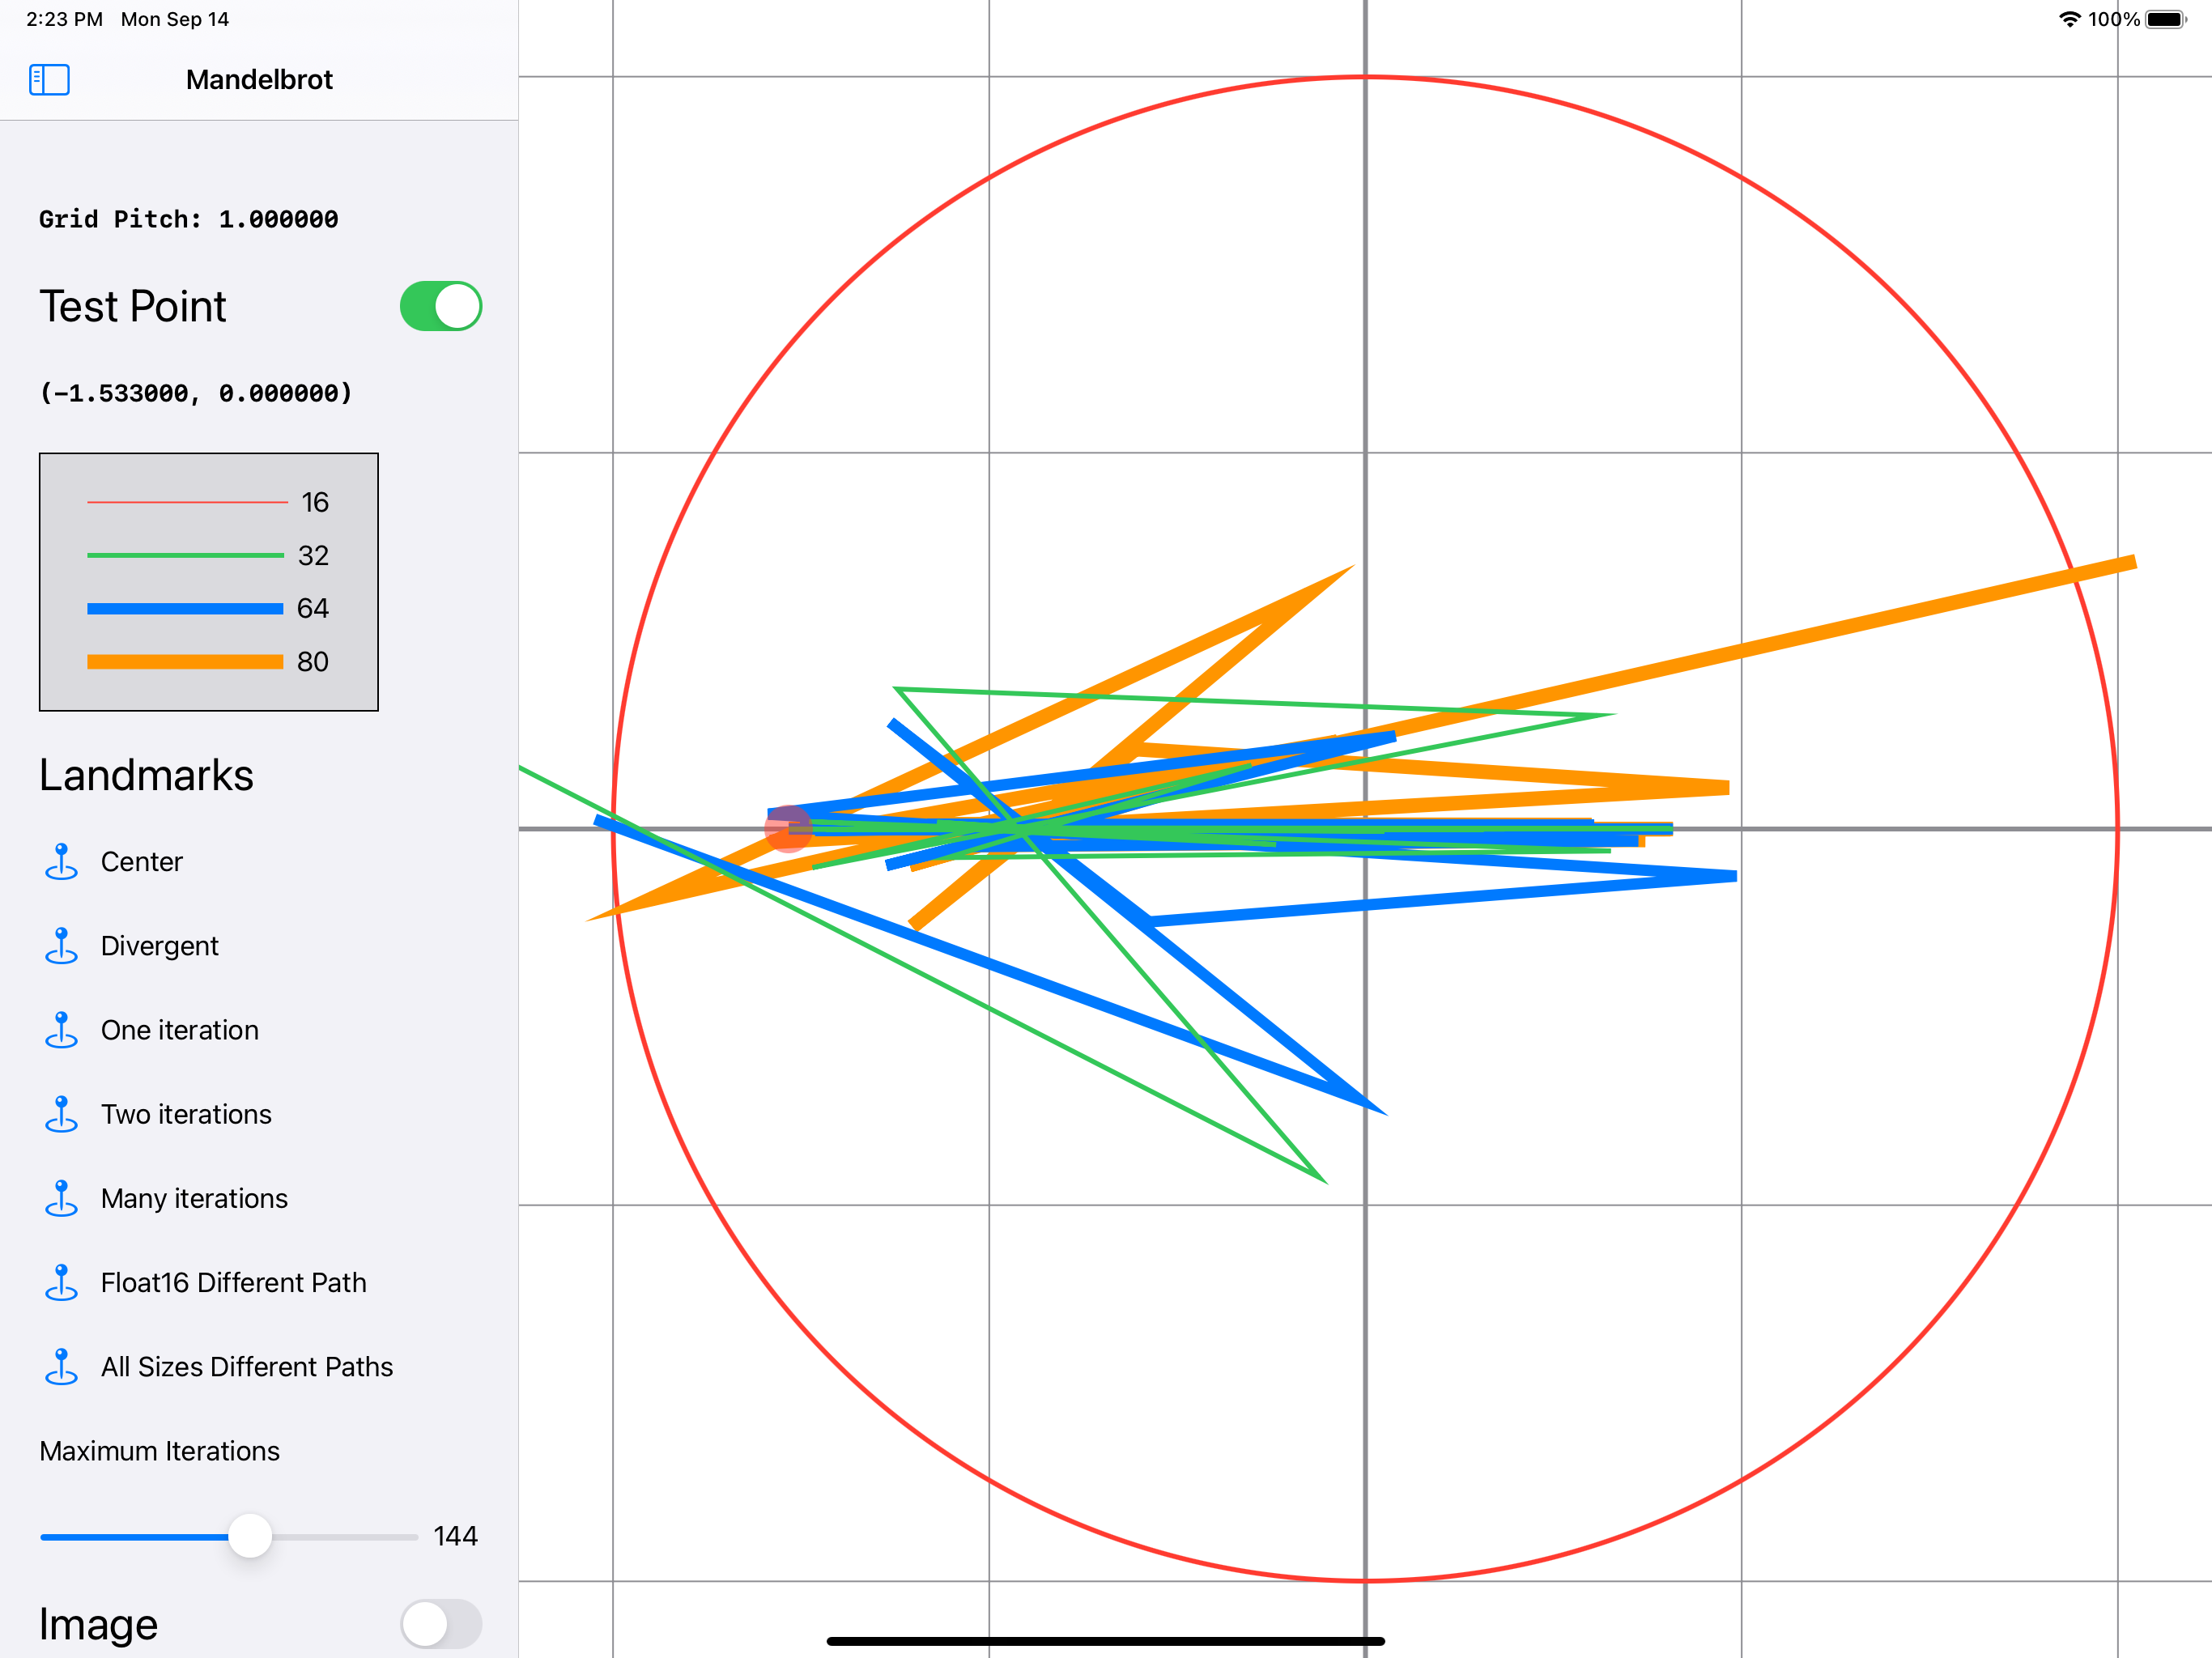 2:23 PM Mon Sep 14
100%
Mandelbrot
Grid Pitch: 1.000000
Test Point
(-1.533000, 0.000000)
16
32
64
80
Landmarks
Center
Divergent
One iteration
Two iterations
Many iterations
Float16 Different Path
All Sizes Different Paths
Maximum Iterations
144
Image